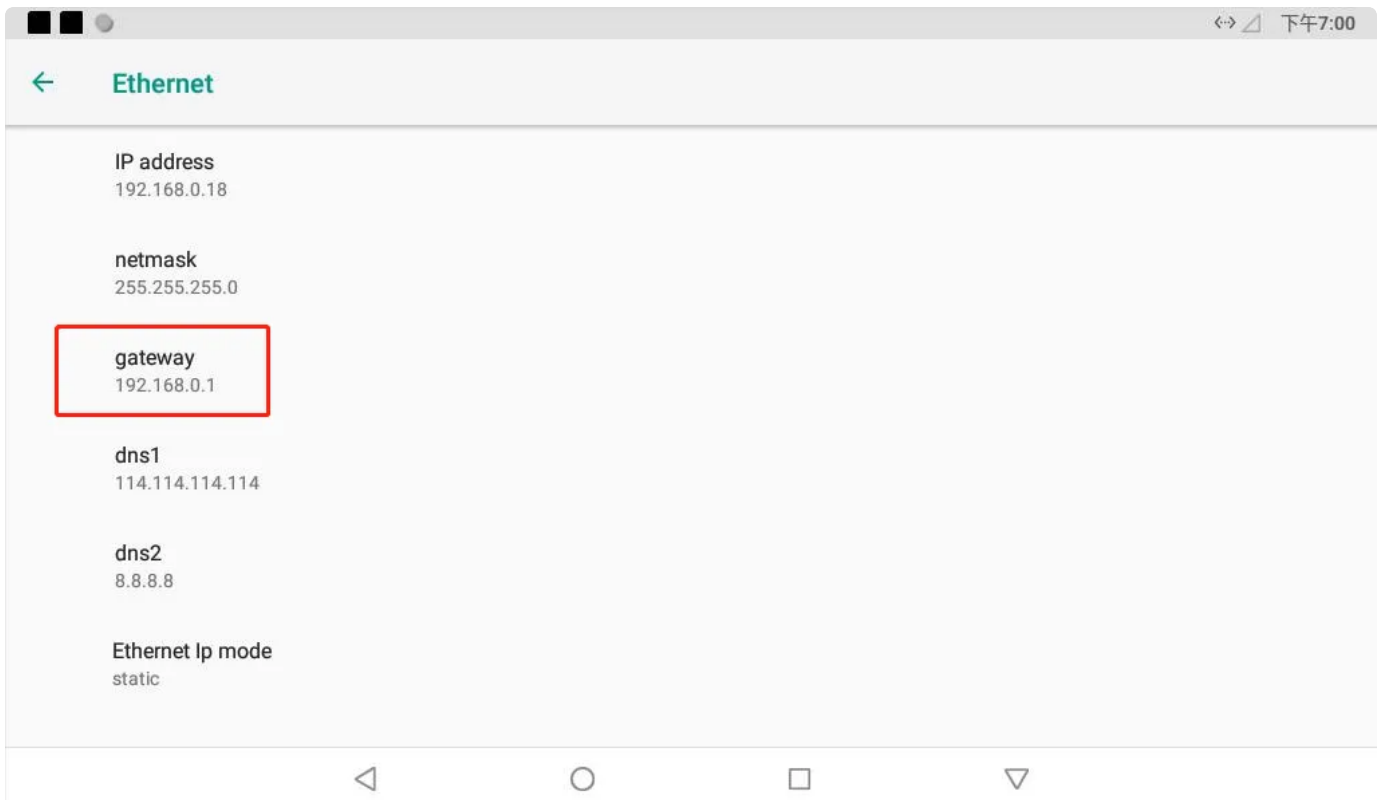 下午7:00
Ethernet
IP address
192.168.0.18
netmask
255.255.255.0
gateway
192.168.0.1
dns1
114.114.114.114
dns2
8.8.8.8
Ethernet Ip mode
static